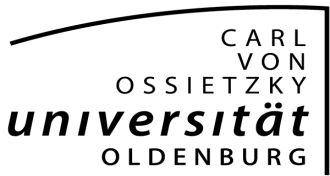 CARL
VON
OSSIETZKY
universität
OLDENBURG